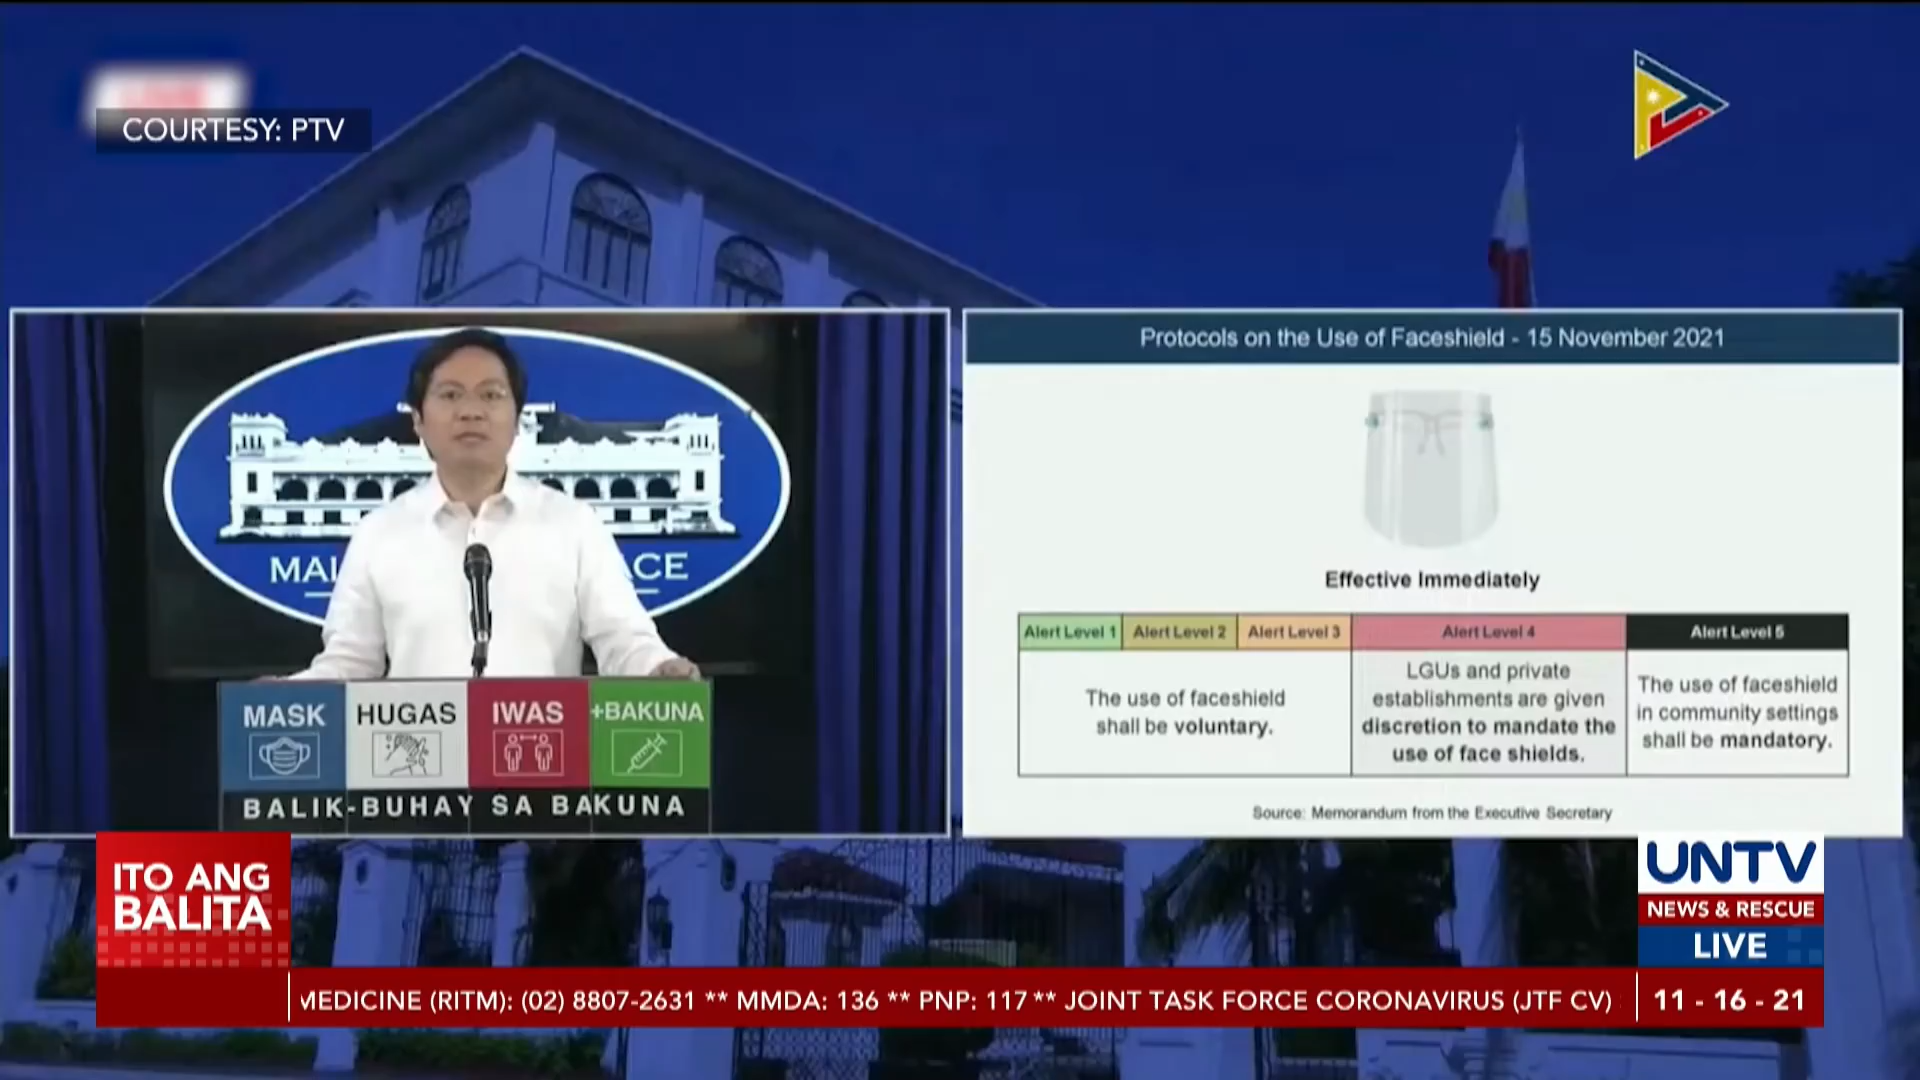 COURTESY: PTV
MAL ACE
MASK HUGAS IWAS +BAKUNA
BALIK-BUHAY SA BAKUNA
Protocols on the Use of Faceshield - 15 November 2021
Effective Immediately
Alert Level 1 Alert Level 2 Alert Level 3 Alert Level 4 Alert Level 5
The use of faceshield
shall be voluntary.
LGUs and private
establishments are given
discretion to mandate the
use of face shields.
The use of faceshield
in community settings
shall be mandatory.
Source: Memorandum from the Executive Secretary
ITO ANG
BALITA
UNTV
NEWS & RESCUE
LIVE
MEDICINE (RITM): (02) 8807-2631 ** MMDA: 136 ** PNP: 117 ** JOINT TASK FORCE CORONAVIRUS (JTF CV)
11 - 16 - 21